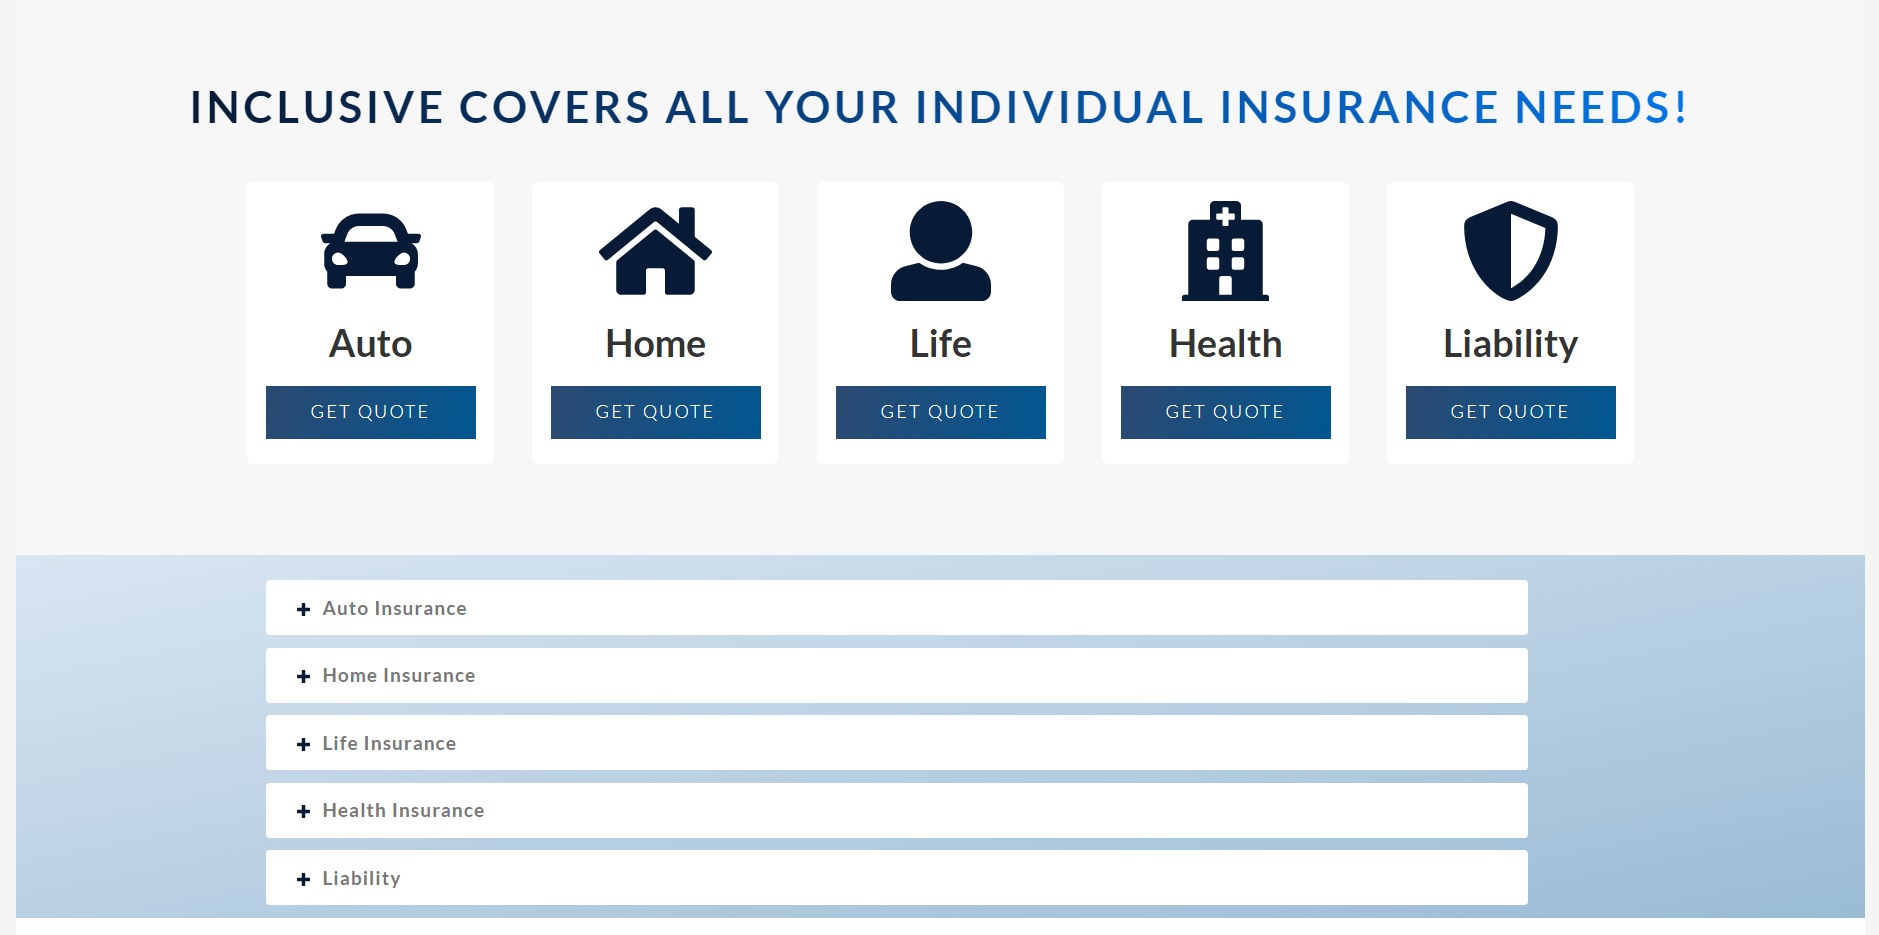 INCLUSIVE COVERS ALL YOUR INDIVIDUAL INSURANCE NEEDS!
Auto
GET QUOTE
Home
GET QUOTE
Life
GET QUOTE
Health
GET QUOTE
Liability
GET QUOTE
Auto Insurance
Home Insurance
Life Insurance
Health Insurance
Liability